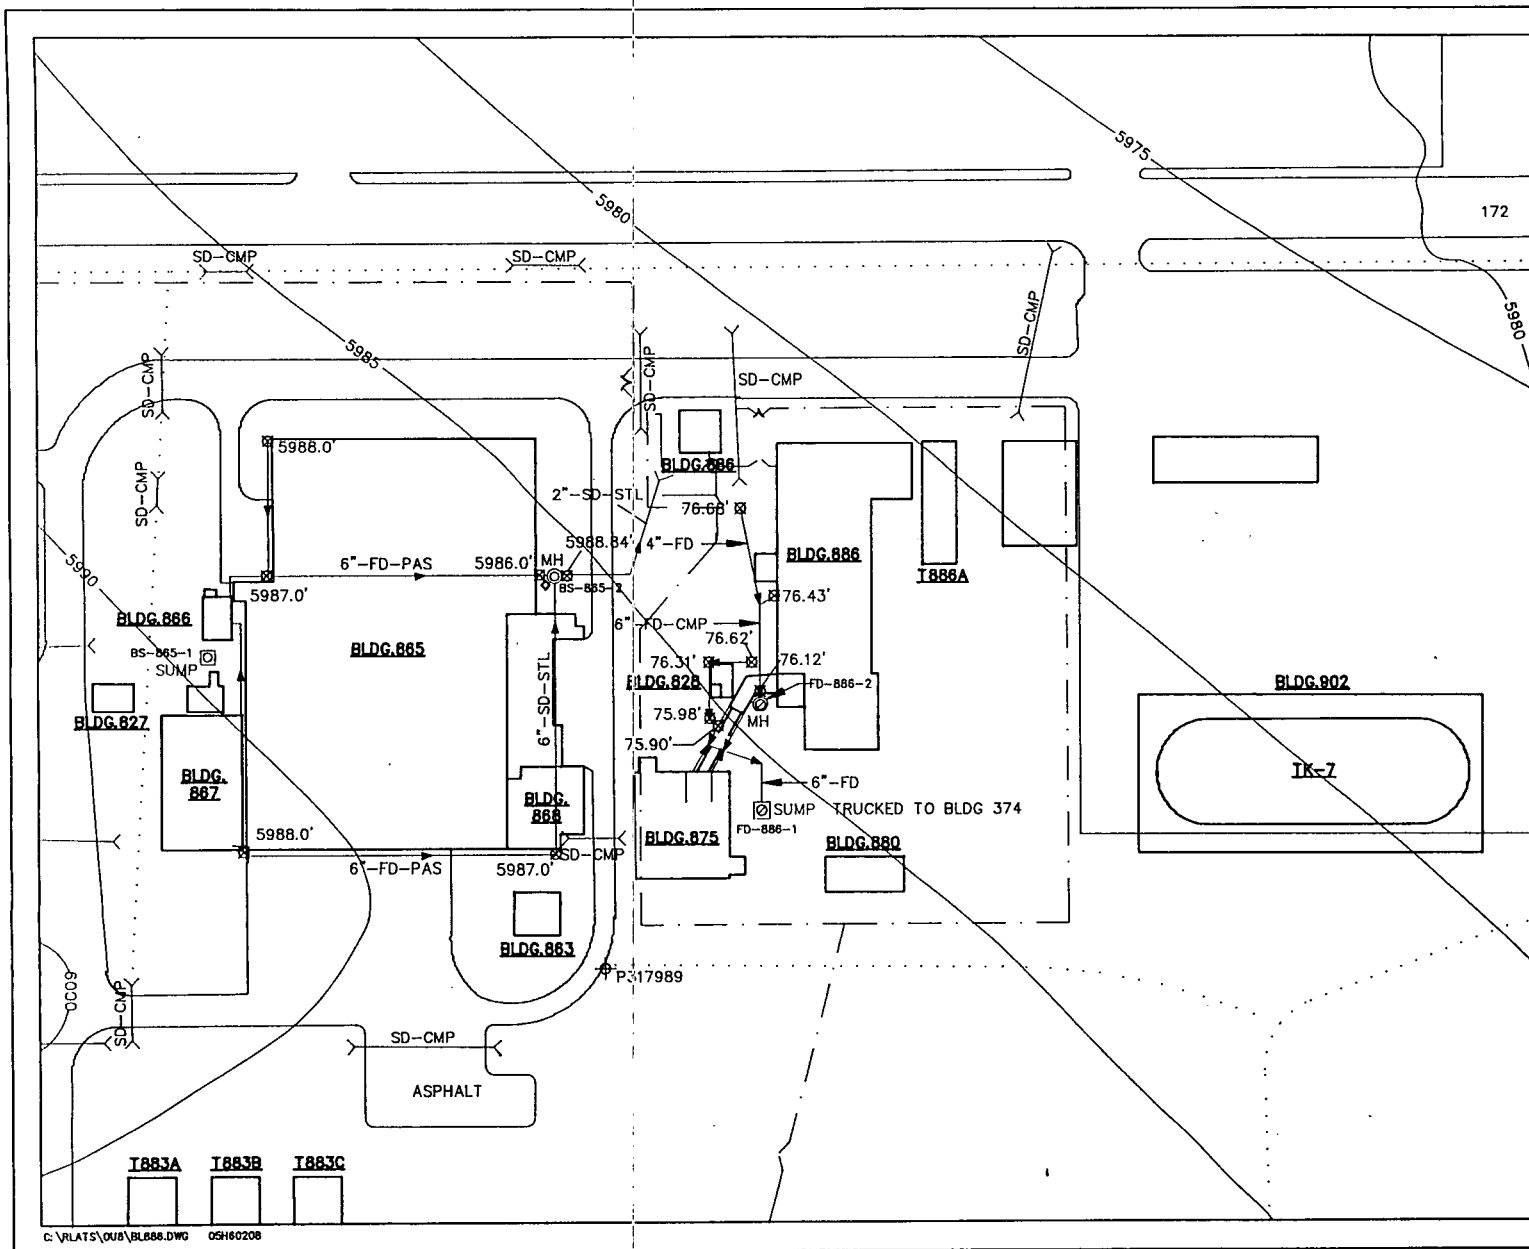 5975
172
5980
SD-CMP
SD-CMP
SD-CMP
5980
5985
SD-CMP
SD-CMP
SD-CMP
5988.0'
BLDG.886
SD-CMP
2"-SD-STL
76.68'
5988.84'
4"-FD
BLDG.886
T886A
6"-FD-PAS
5986.0'
MH
BS-865-2
5990
5987.0'
76.43'
BLDG.866
6"-FD-CMP
BLDG.865
76.62'
BS-865-1
SUMP
76.31'
76.12'
BLDG.828
FD-886-2
BLDG.902
6"-SD-STL
BLDG.827
75.98'
MH
75.90'
BLDG.
867
TK-7
6"-FD
BLDG.
868
SUMP
TRUCKED TO BLDG 374
FD-886-1
5988.0'
BLDG.875
BLDG.880
SD-CMP
6"-FD-PAS
5987.0'
BLDG.863
P317989
SD-CMP
SD-CMP
ASPHALT
T883A
T883B
T883C
C:\RLATS\OU8\BL886.DWG
05H60208